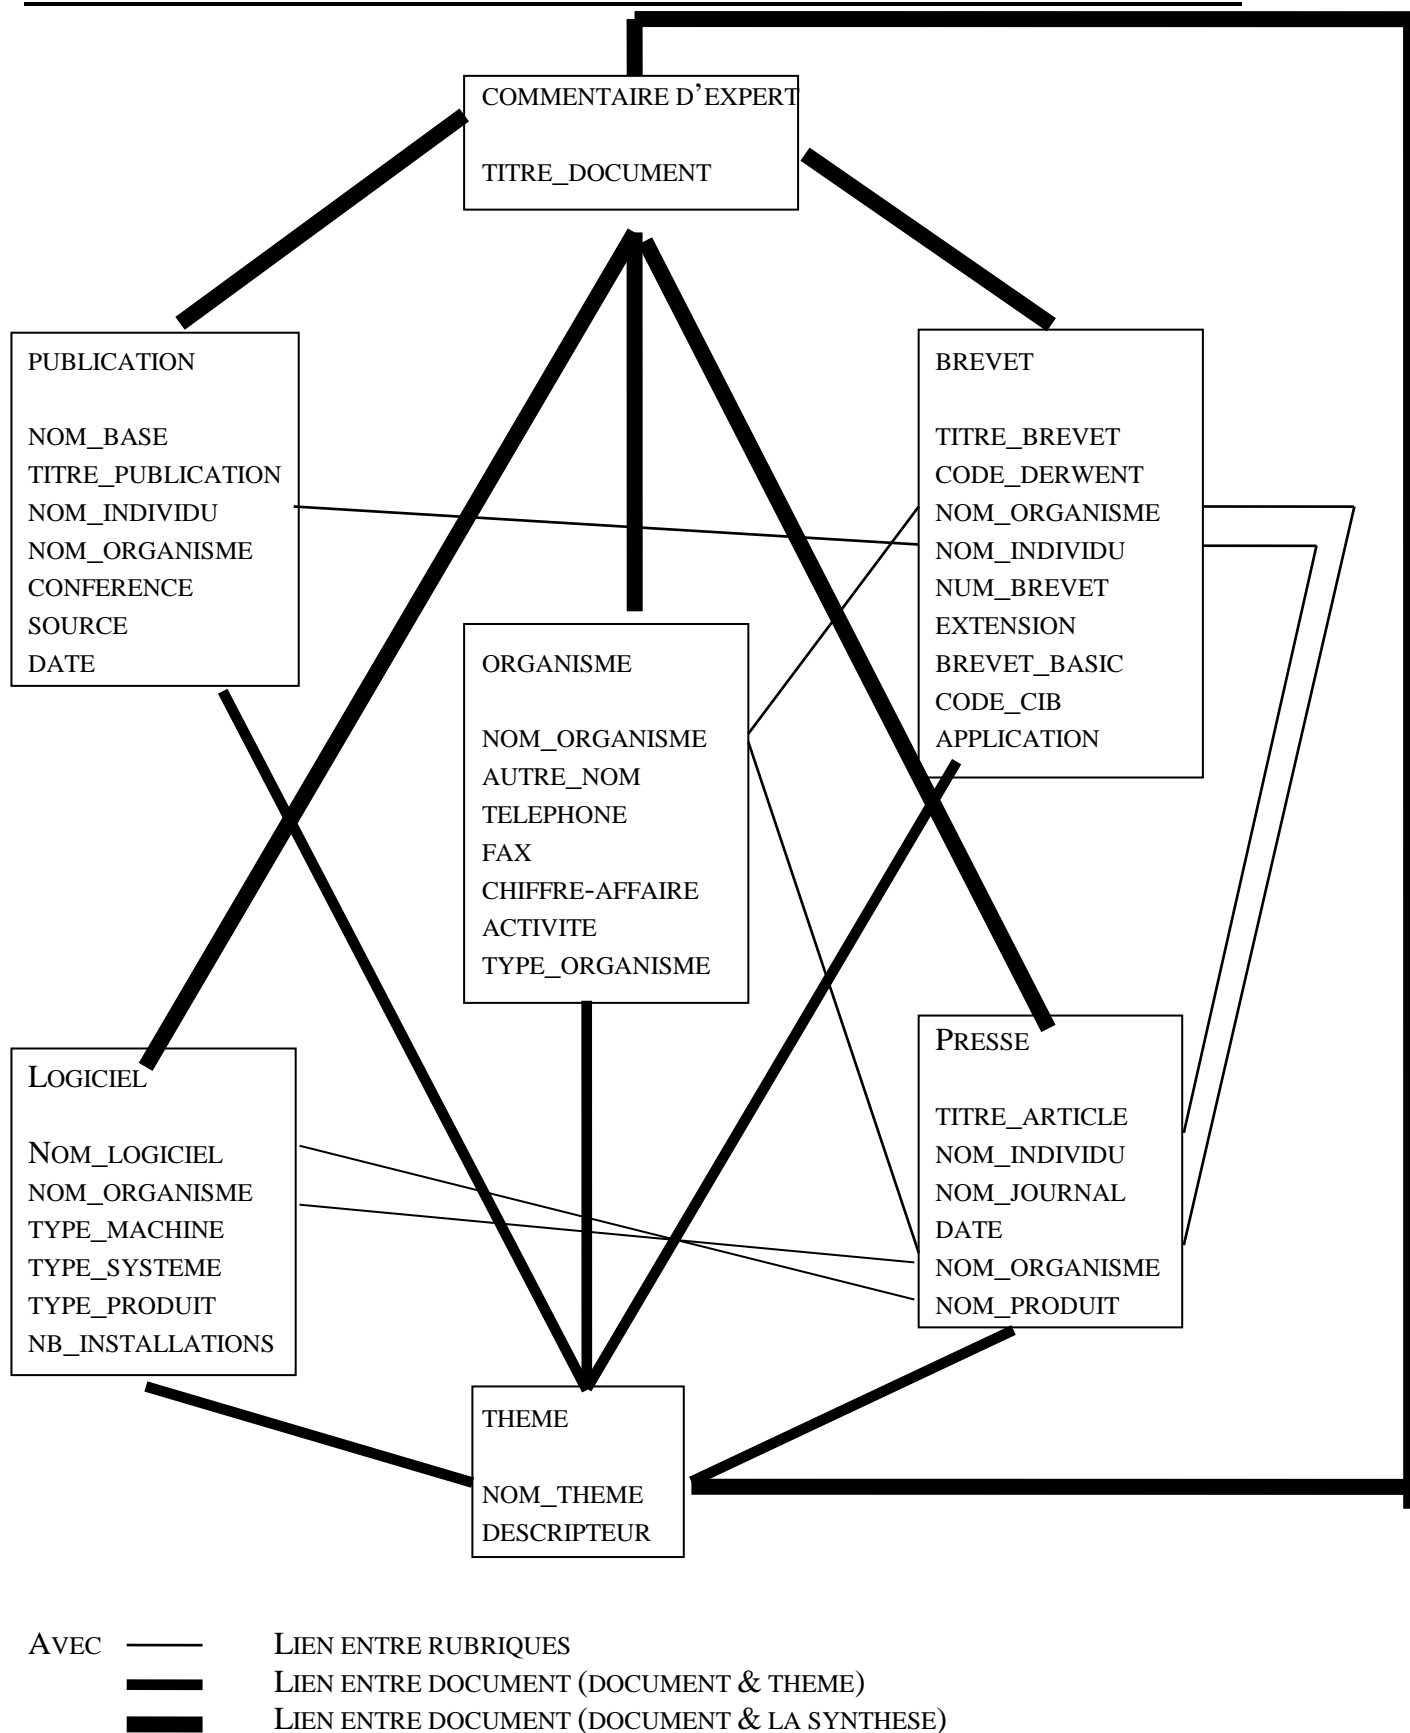 COMMENTAIRE D’EXPERT
TITRE_DOCUMENT
PUBLICATION
NOM_BASE
TITRE_PUBLICATION
NOM_INDIVIDU
NOM_ORGANISME
CONFERENCE
SOURCE
DATE
BREVET
TITRE_BREVET
CODE_DERWENT
NOM_ORGANISME
NOM_INDIVIDU
NUM_BREVET
EXTENSION
BREVET_BASIC
CODE_CIB
APPLICATION
ORGANISME
NOM_ORGANISME
AUTRE_NOM
TELEPHONE
FAX
CHIFFRE-AFFAIRE
ACTIVITE
TYPE_ORGANISME
LOGICIEL
NOM_LOGICIEL
NOM_ORGANISME
TYPE_MACHINE
TYPE_SYSTEME
TYPE_PRODUIT
NB_INSTALLATIONS
PRESSE
TITRE_ARTICLE
NOM_INDIVIDU
NOM_JOURNAL
DATE
NOM_ORGANISME
NOM_PRODUIT
THEME
NOM_THEME
DESCRIPTEUR
AVEC LIEN ENTRE RUBRIQUES
LIEN ENTRE DOCUMENT (DOCUMENT & THEME)
LIEN ENTRE DOCUMENT (DOCUMENT & LA SYNTHESE)